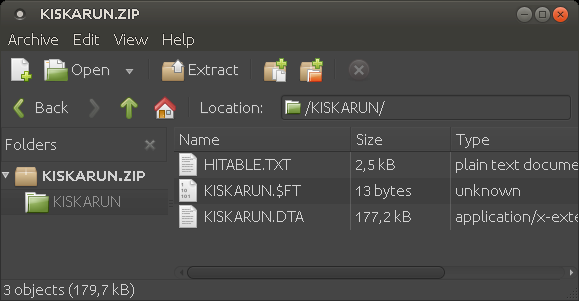 KISKARUN.ZIP
Archive Edit View Help
Open Extract
Back Location: /KISKARUN/
Folders
KISKARUN.ZIP
KISKARUN
Name Size Type
HITABLE.TXT 2,5 kB plain text docume
KISKARUN.$FT 13 bytes unknown
KISKARUN.DTA 177,2 kB application/x-exte
3 objects (179,7 kB)